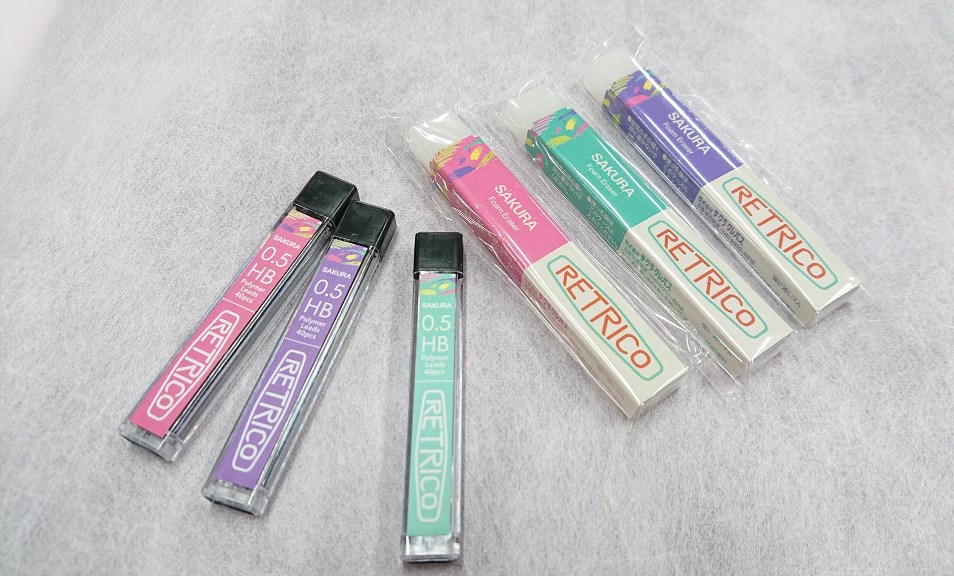 SAKURA
0.5
HB
Polymer
Leads
40pcs
RETRICO
SAKURA
0.5
HB
Polymer
Leads
40pcs
RETRICO
SAKURA
0.5
HB
Polymer
Leads
40pcs
RETRICO
SAKURA
Foam Eraser
RETRICO
SAKURA
Foam Eraser
RETRICO
SAKURA
Foam Eraser
RETRICO